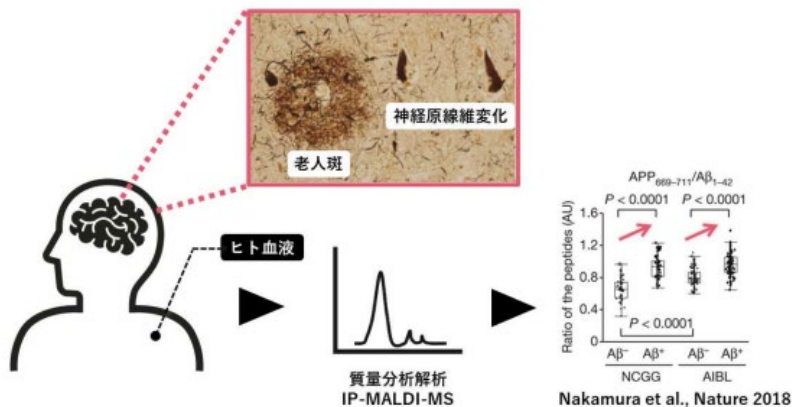 神経原線維変化
老人斑
ヒト血液
質量分析解析
IP-MALDI-MS
APP669–711/Aβ1–42
P < 0.0001 P < 0.0001
Ratio of the peptides (AU)
1.6
1.2
0.8
0.4
0
P < 0.0001
Aβ− Aβ+ Aβ− Aβ+
NCGG AIBL
Nakamura et al., Nature 2018